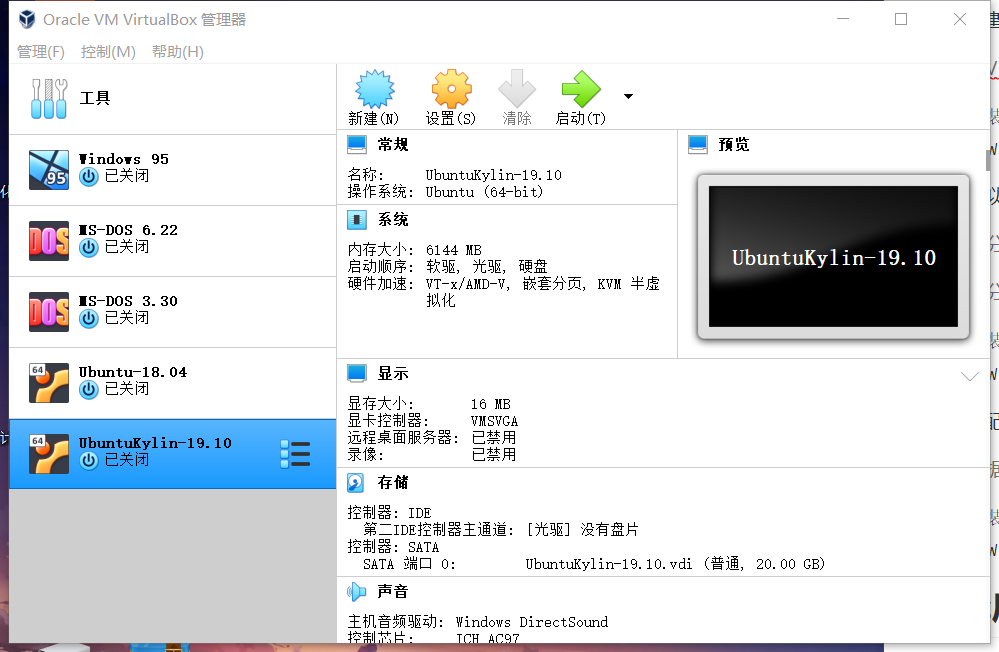 Oracle VM VirtualBox 管理器
管理(F) 控制(M) 帮助(H)
工具
新建(N) 设置(S) 清除 启动(T)
Windows 95
已关闭
MS-DOS 6.22
已关闭
MS-DOS 3.30
已关闭
64
Ubuntu-18.04
已关闭
64
UbuntuKylin-19.10
已关闭
常规
名称: UbuntuKylin-19.10
操作系统: Ubuntu (64-bit)
系统
内存大小: 6144 MB
启动顺序: 软驱, 光驱, 硬盘
硬件加速: VT-x/AMD-V, 嵌套分页, KVM 半虚
拟化
预览
UbuntuKylin-19.10
显示
显存大小: 16 MB
显卡控制器: VMSVGA
远程桌面服务器: 已禁用
录像: 已禁用
存储
控制器: IDE
第二IDE控制器主通道: [光驱] 没有盘片
控制器: SATA
SATA 端口 0: UbuntuKylin-19.10.vdi (普通, 20.00 GB)
声音
主机音频驱动: Windows DirectSound
控制芯片: ICH AC97